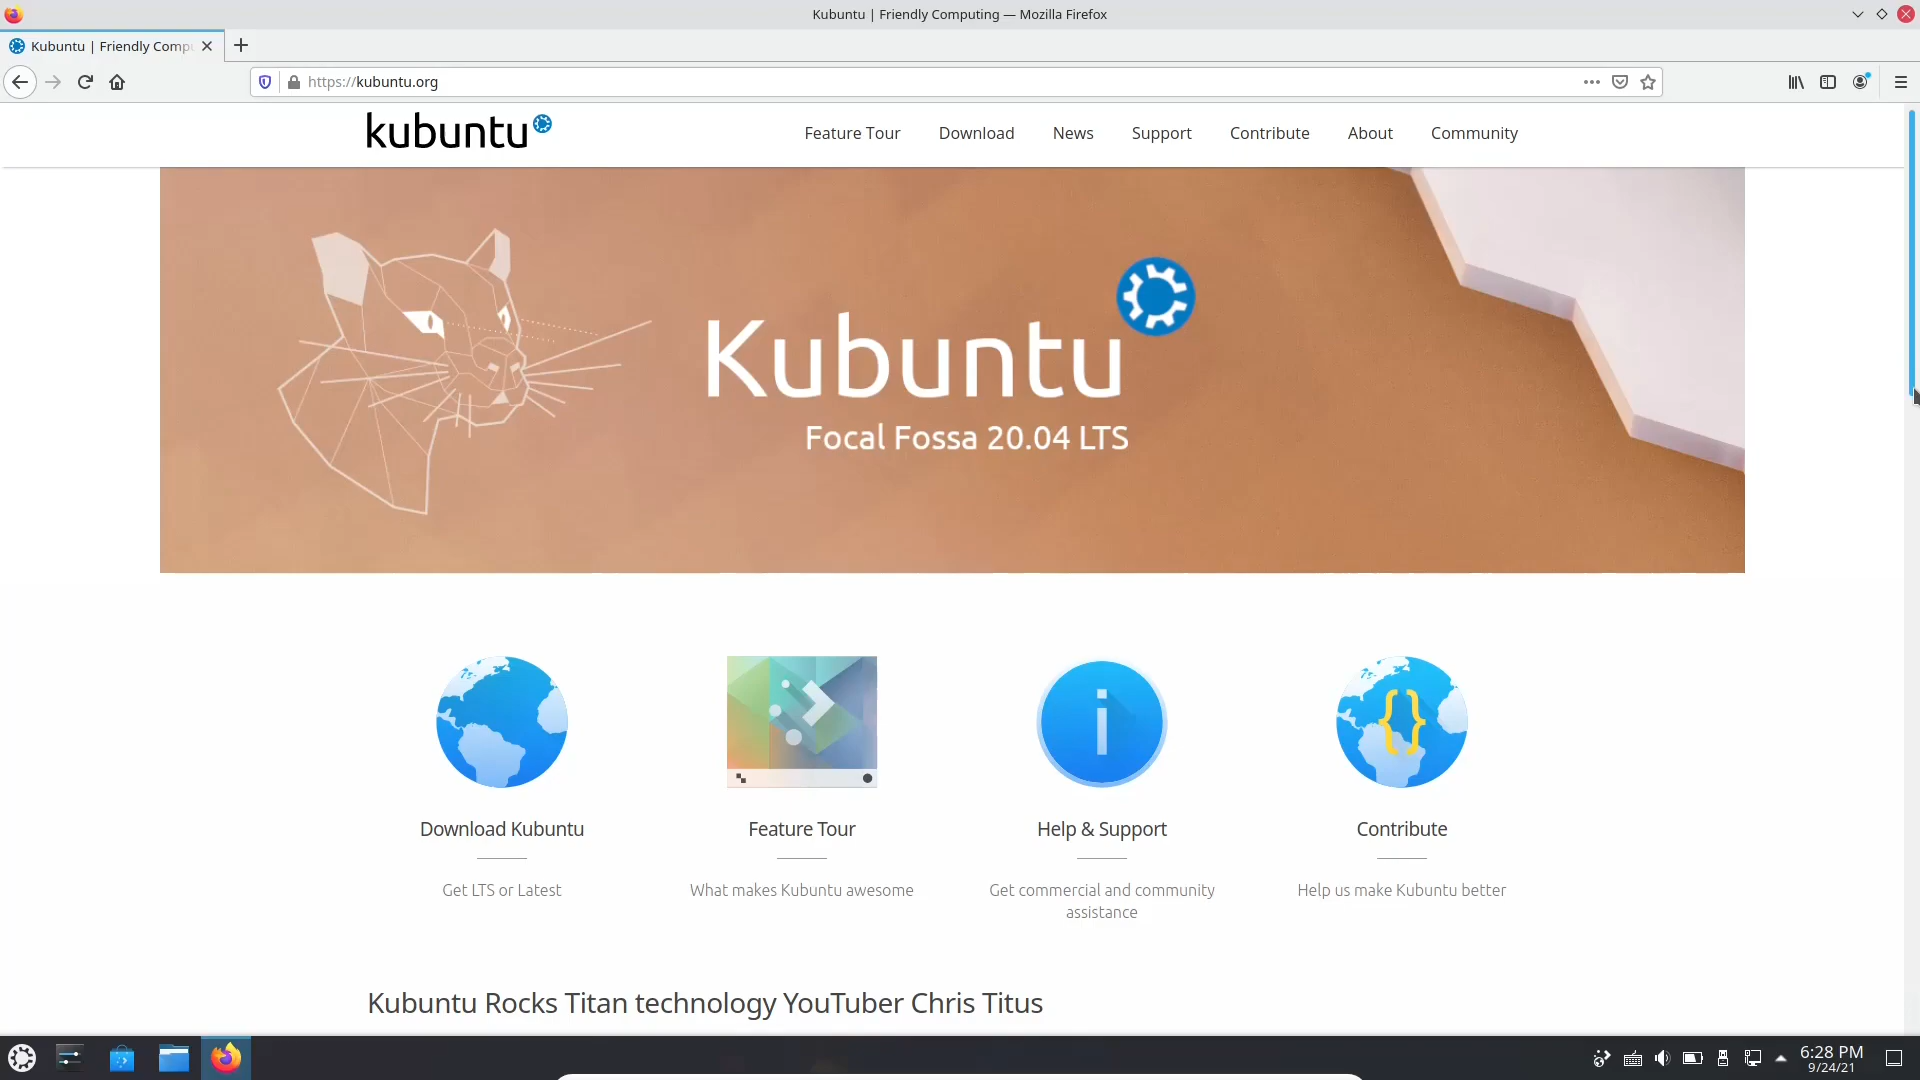 Kubuntu | Friendly Computing — Mozilla Firefox
Kubuntu | Friendly Comp
https://kubuntu.org
kubuntu
Feature Tour
Download
News
Support
Contribute
About
Community
Kubuntu
Focal Fossa 20.04 LTS
Download Kubuntu
Get LTS or Latest
Feature Tour
What makes Kubuntu awesome
Help & Support
Get commercial and community
assistance
Contribute
Help us make Kubuntu better
Kubuntu Rocks Titan technology YouTuber Chris Titus
6:28 PM
9/24/21